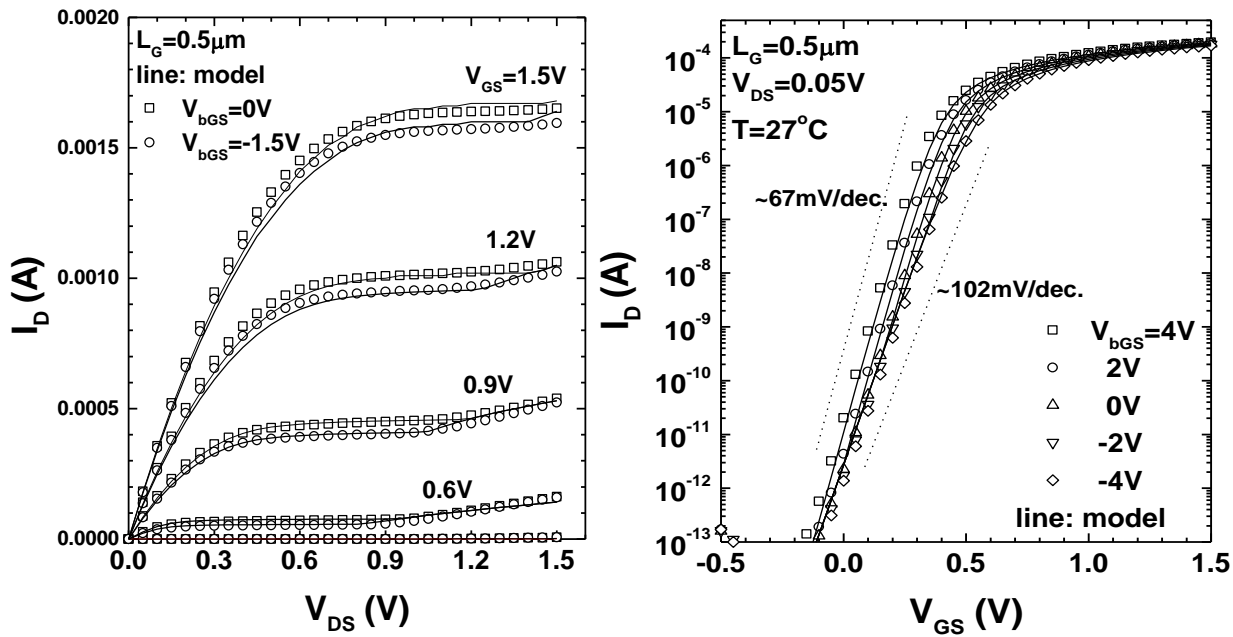 0.0020
0.0015
0.0010
0.0005
0.0000
I_D (A)
L_G=0.5μm
line: model
□ V_bGS=0V
○ V_bGS=-1.5V
V_GS=1.5V
1.2V
0.9V
0.6V
0.0 0.3 0.6 0.9 1.2 1.5
V_DS (V)
10^-4
10^-5
10^-6
10^-7
10^-8
10^-9
10^-10
10^-11
10^-12
10^-13
I_D (A)
L_G=0.5μm
V_DS=0.05V
T=27°C
~67mV/dec.
~102mV/dec.
□ V_bGS=4V
○ 2V
△ 0V
▽ -2V
◇ -4V
line: model
-0.5 0.0 0.5 1.0 1.5
V_GS (V)